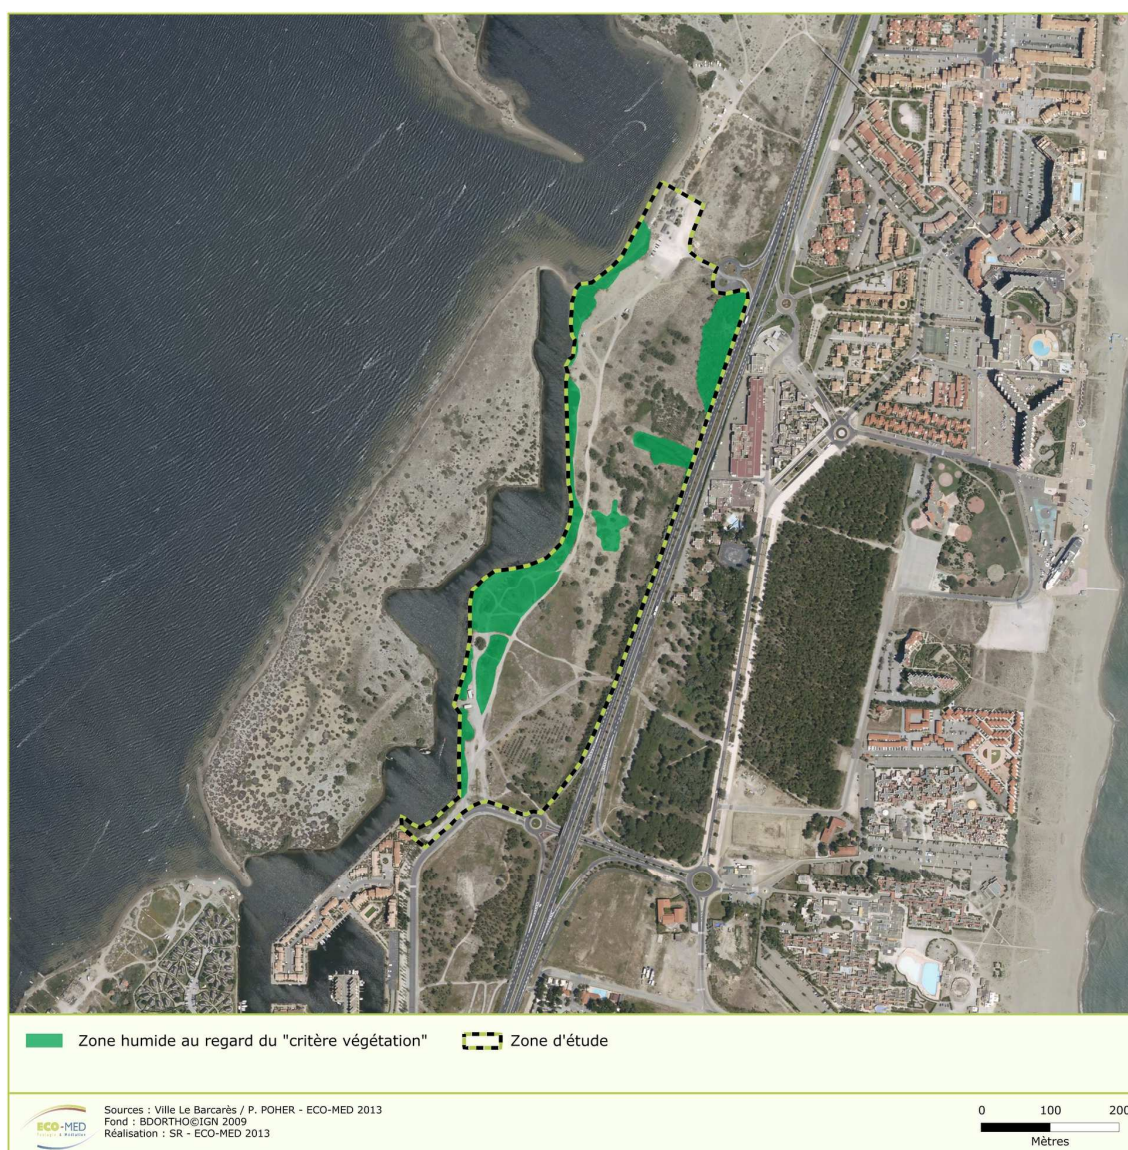 Zone humide au regard du "critère végétation"
Zone d'étude
ECO-MED
Sources : Ville Le Barcarès / P. POHER - ECO-MED 2013
Fond : BDORTHO©IGN 2009
Réalisation : SR - ECO-MED 2013
0 100 200
Mètres